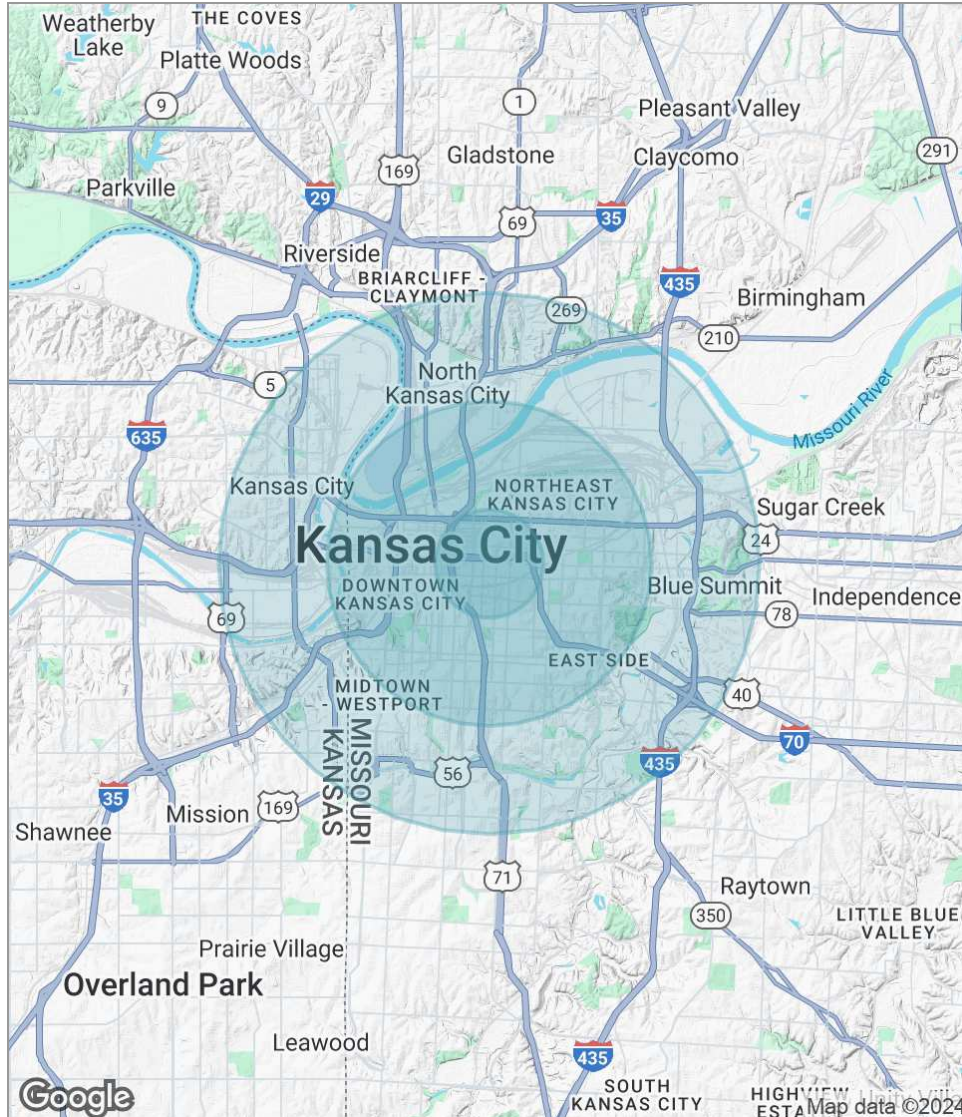 Weatherby
Lake
THE COVES
Platte Woods
9
1
Pleasant Valley
Gladstone
Claycomo
169
291
Parkville
29
69
35
Riverside
435
BRIARCLIFF -
CLAYMONT
Birmingham
269
210
North
Kansas City
5
Missouri River
635
Kansas City
NORTHEAST
KANSAS CITY
Sugar Creek
Kansas City
24
DOWNTOWN
KANSAS CITY
Blue Summit
Independence
69
78
EAST SIDE
MIDTOWN
- WESTPORT
40
70
MISSOURI
KANSAS
56
435
35
Mission
169
Shawnee
71
Raytown
350
LITTLE BLUE
VALLEY
Prairie Village
Overland Park
Leawood
435
SOUTH
KANSAS CITY
Google
Map data ©2024